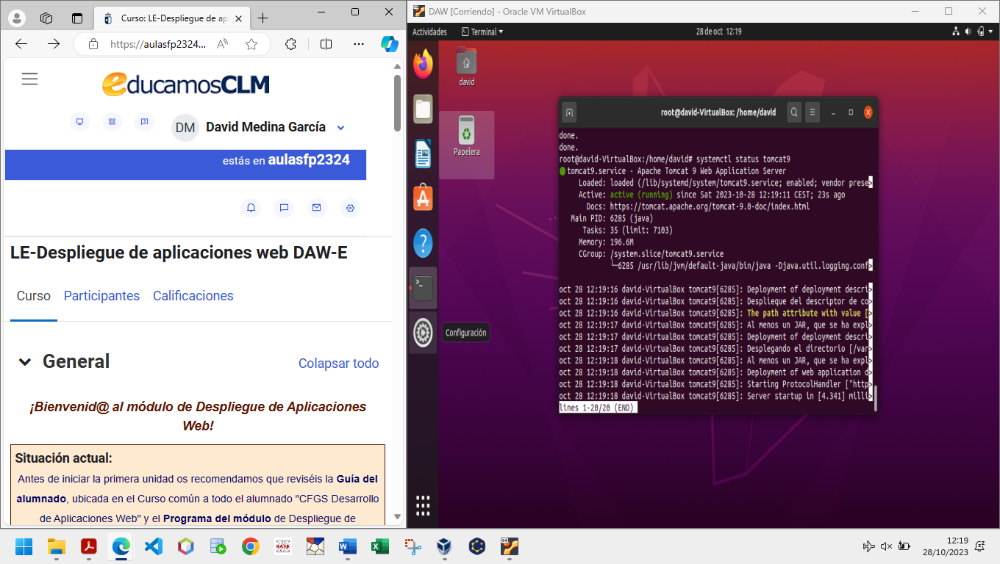 Curso: LE-Despliegue de ap
https://aulasfp2324...
educamosCLM
DM David Medina García
estás en aulasfp2324
LE-Despliegue de aplicaciones web DAW-E
Curso Participantes Calificaciones
General Colapsar todo
¡Bienvenid@ al módulo de Despliegue de Aplicaciones
Web!
Situación actual:
Antes de iniciar la primera unidad os recomendamos que reviséis la Guía del
alumnado, ubicada en el Curso común a todo el alumnado "CFGS Desarrollo
de Aplicaciones Web" y el Programa del módulo de Despliegue de
DAW [Corriendo] - Oracle VM VirtualBox
Actividades Terminal 28 de oct 12:19
david
Papelera
Configuración
root@david-VirtualBox: /home/david
done.
done.
root@david-VirtualBox:/home/david# systemctl status tomcat9
tomcat9.service - Apache Tomcat 9 Web Application Server
Loaded: loaded (/lib/systemd/system/tomcat9.service; enabled; vendor prese>
Active: active (running) since Sat 2023-10-28 12:19:11 CEST; 23s ago
Docs: https://tomcat.apache.org/tomcat-9.0-doc/index.html
Main PID: 6285 (java)
Tasks: 35 (limit: 7103)
Memory: 196.6M
CGroup: /system.slice/tomcat9.service
└─6285 /usr/lib/jvm/default-java/bin/java -Djava.util.logging.conf>
oct 28 12:19:16 david-VirtualBox tomcat9[6285]: Deployment of deployment descri>
oct 28 12:19:16 david-VirtualBox tomcat9[6285]: Desplieque del descriptor de co>
oct 28 12:19:16 david-VirtualBox tomcat9[6285]: The path attribute with value [>
oct 28 12:19:17 david-VirtualBox tomcat9[6285]: Al menos un JAR, que se ha expl>
oct 28 12:19:17 david-VirtualBox tomcat9[6285]: Deployment of deployment descri>
oct 28 12:19:17 david-VirtualBox tomcat9[6285]: Desplegando el directorio [/var>
oct 28 12:19:18 david-VirtualBox tomcat9[6285]: Al menos un JAR, que se ha expl>
oct 28 12:19:18 david-VirtualBox tomcat9[6285]: Deployment of web application d>
oct 28 12:19:18 david-VirtualBox tomcat9[6285]: Starting ProtocolHandler ["http>
oct 28 12:19:18 david-VirtualBox tomcat9[6285]: Server startup in [4.341] milli>
lines 1-20/20 (END)
12:19
28/10/2023